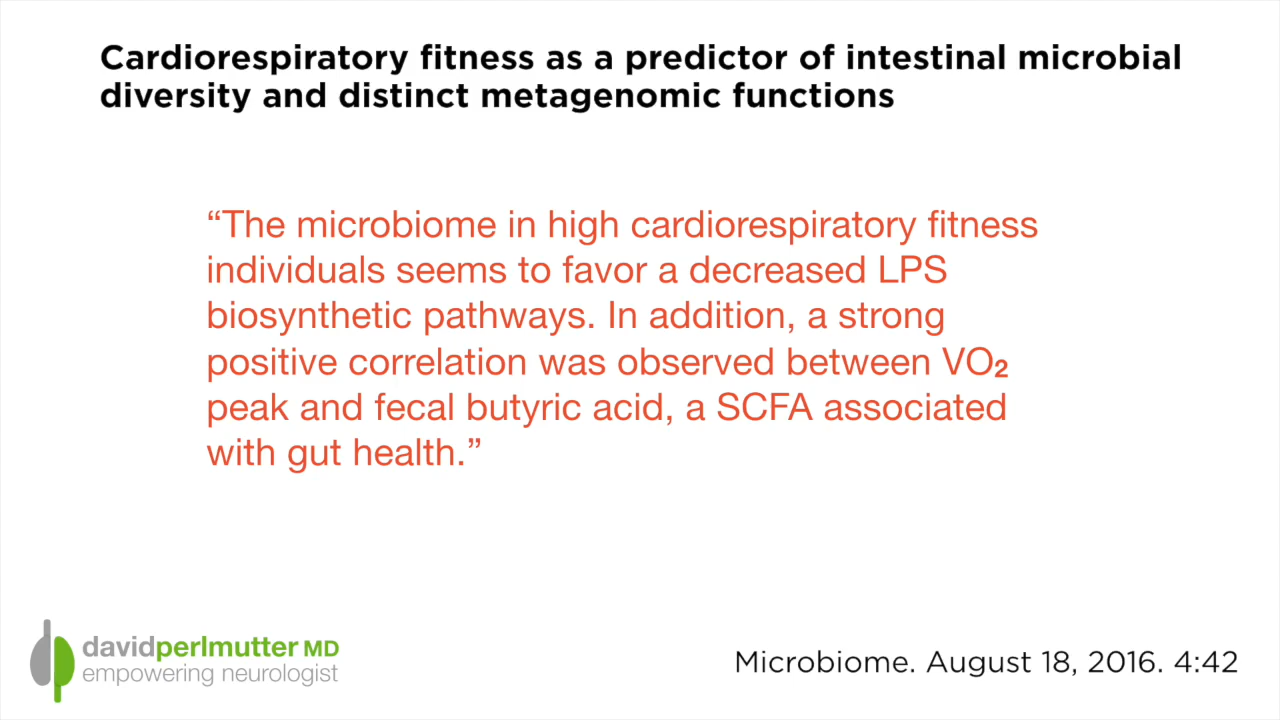 Cardiorespiratory fitness as a predictor of intestinal microbial
diversity and distinct metagenomic functions
“The microbiome in high cardiorespiratory fitness
individuals seems to favor a decreased LPS
biosynthetic pathways. In addition, a strong
positive correlation was observed between VO₂
peak and fecal butyric acid, a SCFA associated
with gut health.”
davidperlmutter MD
empowering neurologist
Microbiome. August 18, 2016. 4:42